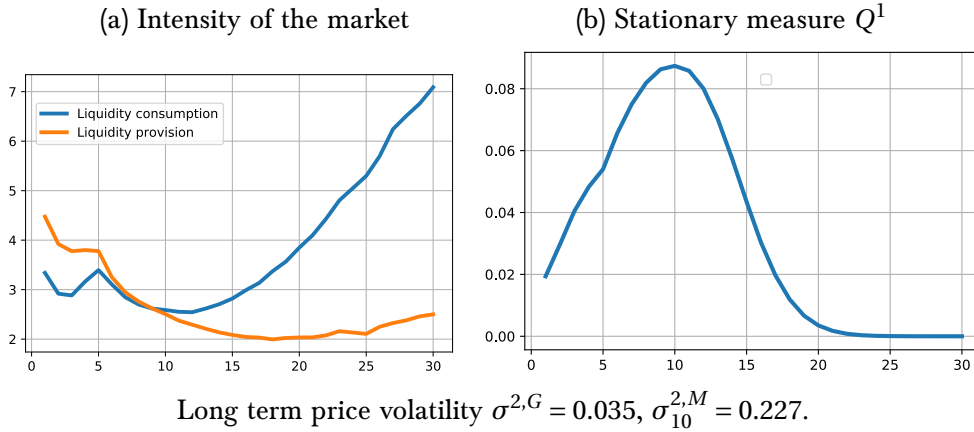 (a) Intensity of the market
(b) Stationary measure Q¹
7
6
5
4
3
2
Liquidity consumption
Liquidity provision
0 5 10 15 20 25 30
0.08
0.06
0.04
0.02
0.00
0 5 10 15 20 25 30
Long term price volatility σ^{2,G} = 0.035, σ^{2,M}_{10} = 0.227.